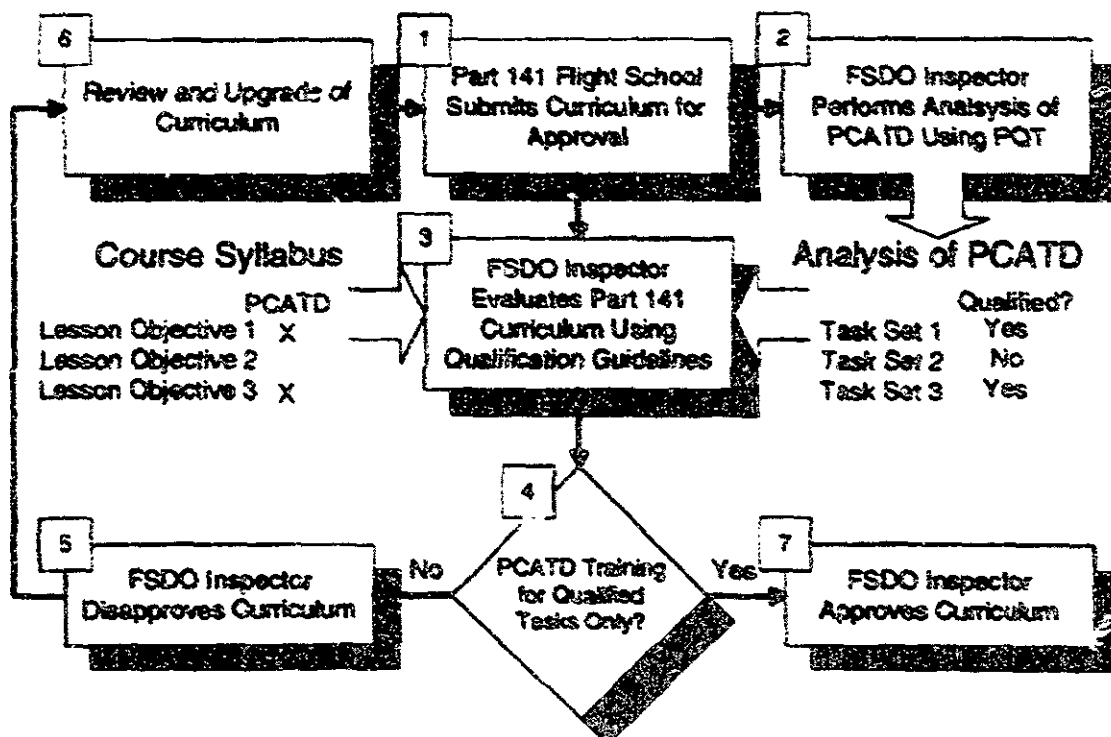 6
Review and Upgrade of
Curriculum
1
Part 141 Flight School
Submits Curriculum for
Approval
2
FSDO Inspector
Performs Analsysis of
PCATD Using PQT
Course Syllabus
PCATD
Lesson Objective 1 X
Lesson Objective 2
Lesson Objective 3 X
3
FSDO Inspector
Evaluates Part 141
Curriculum Using
Qualification Guidelines
Analysis of PCATD
Qualified?
Task Set 1 Yes
Task Set 2 No
Task Set 3 Yes
4
PCATD Training
for Qualified
Tasks Only?
No
Yes
5
FSDO Inspector
Disapproves Curriculum
7
FSDO Inspector
Approves Curriculum